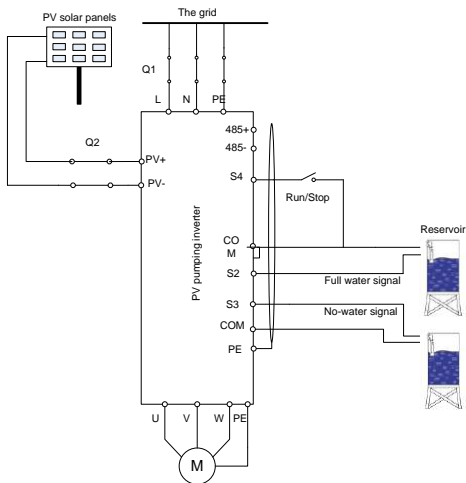 PV solar panels
The grid
Q1
L N PE
Q2
485+
485-
PV+
PV-
S4
Run/Stop
PV pumping inverter
CO
M
Reservoir
S2
Full water signal
S3
No-water signal
COM
PE
U V W PE
M